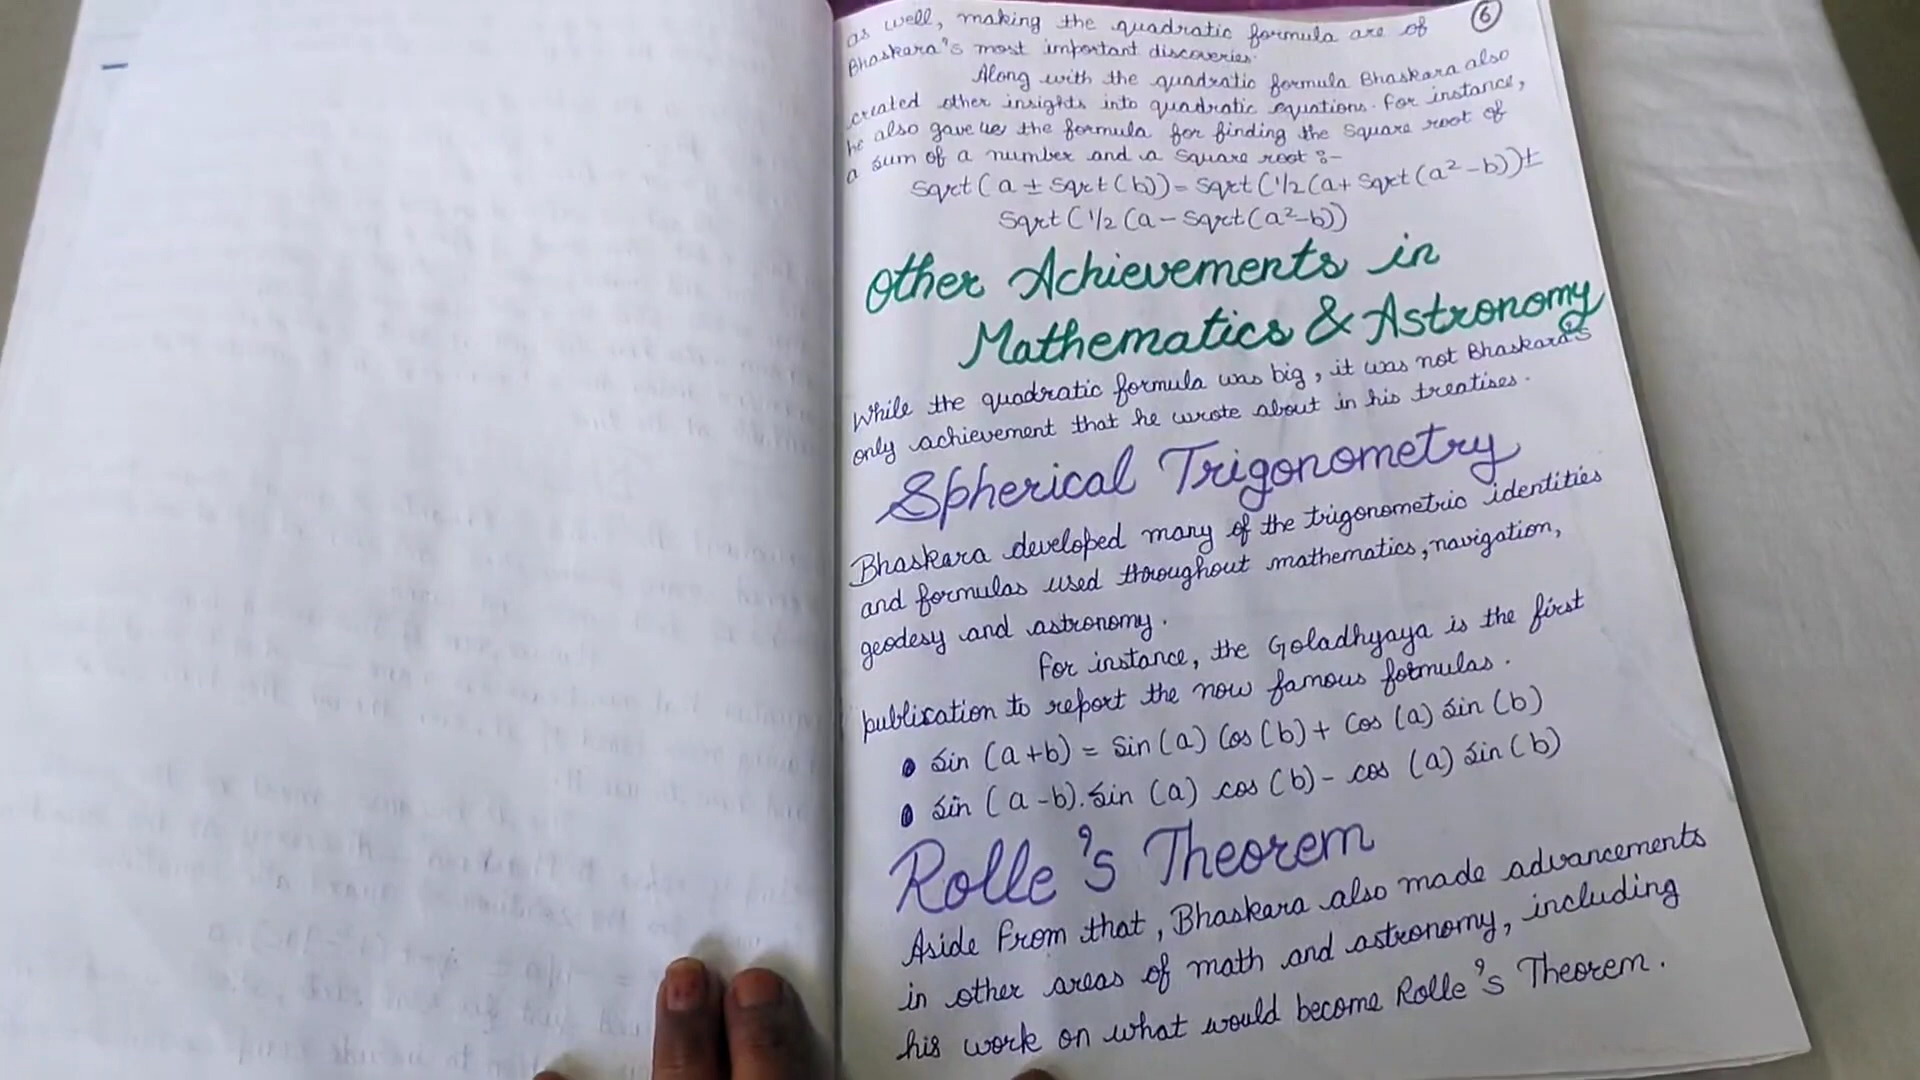 6
as well, making the quadratic formula are of
Bhaskara's most important discoveries.
Along with the quadratic formula Bhaskara also
created other insights into quadratic equations. For instance,
he also gave us the formula for finding the square root of
a sum of a number and a square root :-
Sqrt (a ± sqrt (b)) = sqrt (1/2 (a + sqrt (a² - b)) ±
Sqrt (1/2 (a - sqrt (a² - b))
Other Achievements in
Mathematics & Astronomy
While the quadratic formula was big, it was not Bhaskara's
only achievement that he wrote about in his treatises.
Spherical Trigonometry
Bhaskara developed many of the trigonometric identities
and formulas used throughout mathematics, navigation,
geodesy and astronomy.
For instance, the Goladhyaya is the first
publication to report the now famous formulas.
• Sin (a+b) = Sin (a) Cos (b) + Cos (a) Sin (b)
• Sin (a-b). Sin (a) cos (b) - cos (a) Sin (b)
Rolle's Theorem
Aside from that, Bhaskara also made advancements
in other areas of math and astronomy, including
his work on what would become Rolle's Theorem.